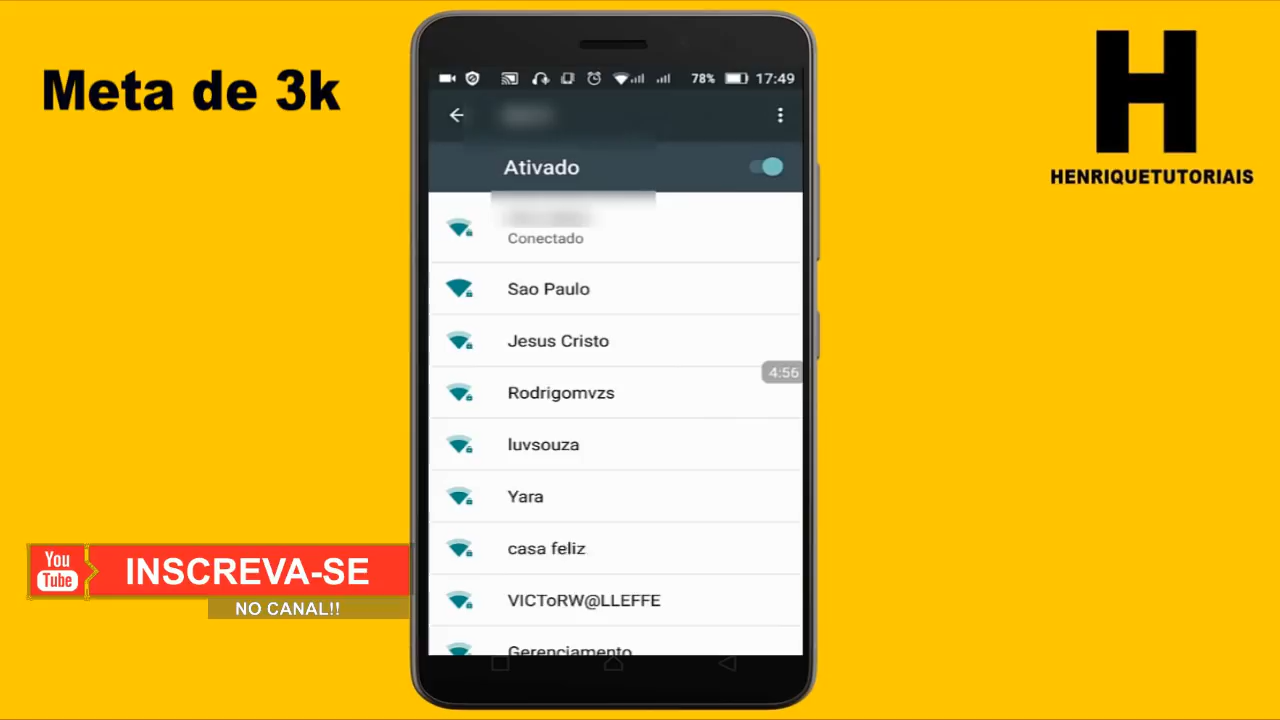 Meta de 3k
H
HENRIQUETUTORIAIS
78% 17:49
Ativado
Conectado
Sao Paulo
Jesus Cristo
4:56
Rodrigomvzs
luvsouza
Yara
casa feliz
VICToRW@LLEFFE
Gerenciamento
You
Tube
INSCREVA-SE
NO CANAL!!